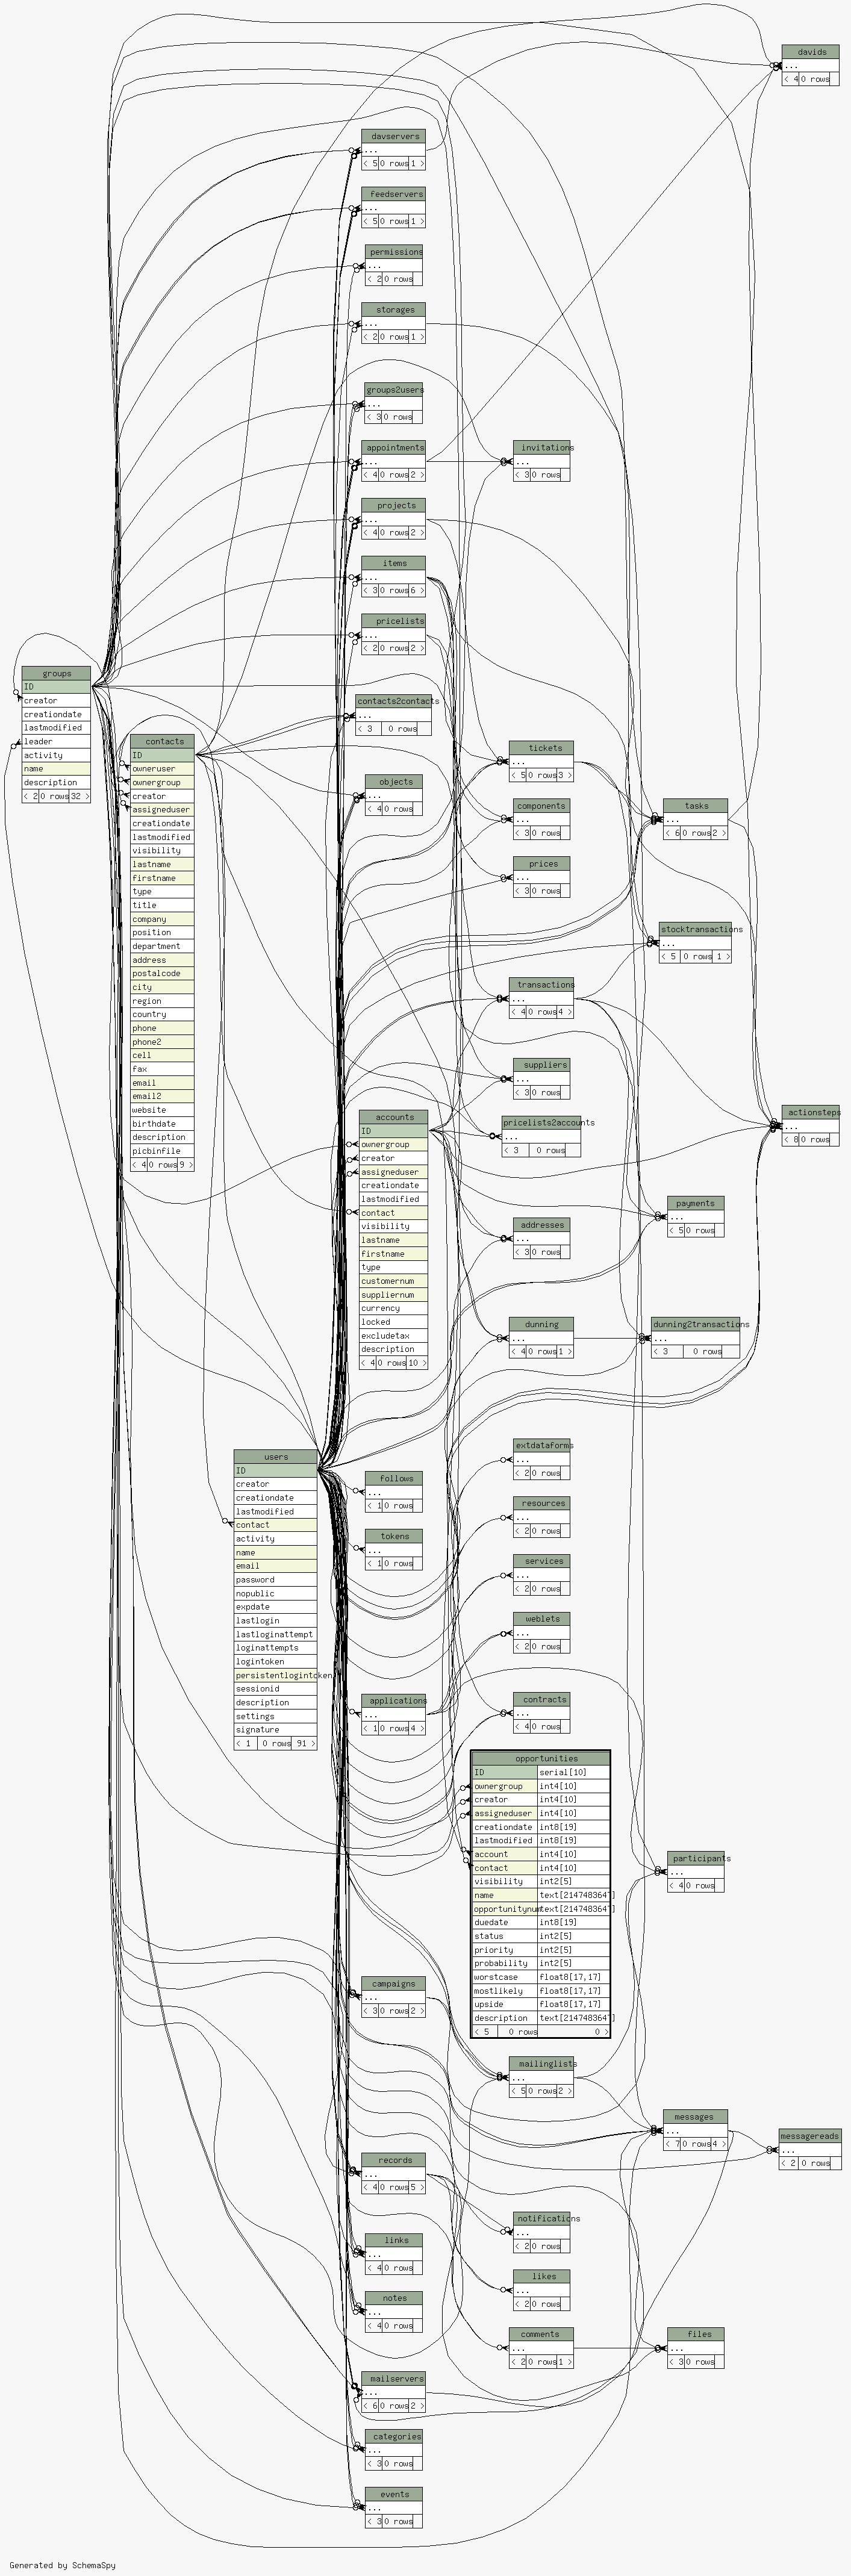 davids
...
< 4 0 rows
davservers
...
< 5 0 rows 1 >
feedservers
...
< 5 0 rows 1 >
permissions
...
< 2 0 rows
storages
...
< 2 0 rows 1 >
groups2users
...
< 3 0 rows
appointments
...
< 4 0 rows 2 >
invitations
...
< 3 0 rows
projects
...
< 4 0 rows 2 >
items
...
< 3 0 rows 6 >
pricelists
...
< 2 0 rows 2 >
groups
ID
creator
creationdate
lastmodified
leader
activity
name
description
< 2 0 rows 32 >
contacts2contacts
...
< 3 0 rows
contacts
ID
owneruser
ownergroup
creator
assigneduser
creationdate
lastmodified
visibility
lastname
firstname
type
title
company
position
department
address
postalcode
city
region
country
phone
phone2
cell
fax
email
email2
website
birthdate
description
picbinfile
< 4 0 rows 9 >
objects
...
< 4 0 rows
tickets
...
< 5 0 rows 3 >
components
...
< 3 0 rows
tasks
...
< 6 0 rows 2 >
prices
...
< 3 0 rows
stocktransactions
...
< 5 0 rows 1 >
transactions
...
< 4 0 rows 4 >
suppliers
...
< 3 0 rows
accounts
ID
ownergroup
creator
assigneduser
creationdate
lastmodified
contact
visibility
lastname
firstname
type
customernum
suppliernum
currency
locked
excludetax
description
< 4 0 rows 10 >
pricelists2accounts
...
< 3 0 rows
actionsteps
...
< 8 0 rows
payments
...
< 5 0 rows
addresses
...
< 3 0 rows
dunning
...
< 4 0 rows 1 >
dunning2transactions
...
< 3 0 rows
users
ID
creator
creationdate
lastmodified
contact
activity
name
email
password
nopublic
expdate
lastlogin
lastloginattempt
loginattempts
logintoken
persistentlogintoken
sessionid
description
settings
signature
< 1 0 rows 91 >
follows
...
< 1 0 rows
tokens
...
< 1 0 rows
extdataforms
...
< 2 0 rows
resources
...
< 2 0 rows
services
...
< 2 0 rows
weblets
...
< 2 0 rows
applications
...
< 1 0 rows 4 >
contracts
...
< 4 0 rows
opportunities
ID serial[10]
ownergroup int4[10]
creator int4[10]
assigneduser int4[10]
creationdate int8[19]
lastmodified int8[19]
account int4[10]
contact int4[10]
visibility int2[5]
name text[2147483647]
opportunitynum text[2147483647]
duedate int8[19]
status int2[5]
priority int2[5]
probability int2[5]
worstcase float8[17,17]
mostlikely float8[17,17]
upside float8[17,17]
description text[2147483647]
< 5 0 rows 0 >
participants
...
< 4 0 rows
campaigns
...
< 3 0 rows 2 >
mailinglists
...
< 5 0 rows 2 >
messages
...
< 7 0 rows 4 >
messagereads
...
< 2 0 rows
records
...
< 4 0 rows 5 >
notifications
...
< 2 0 rows
links
...
< 4 0 rows
likes
...
< 2 0 rows
notes
...
< 4 0 rows
comments
...
< 2 0 rows 1 >
files
...
< 3 0 rows
mailservers
...
< 6 0 rows 2 >
categories
...
< 3 0 rows
events
...
< 3 0 rows
Generated by SchemaSpy